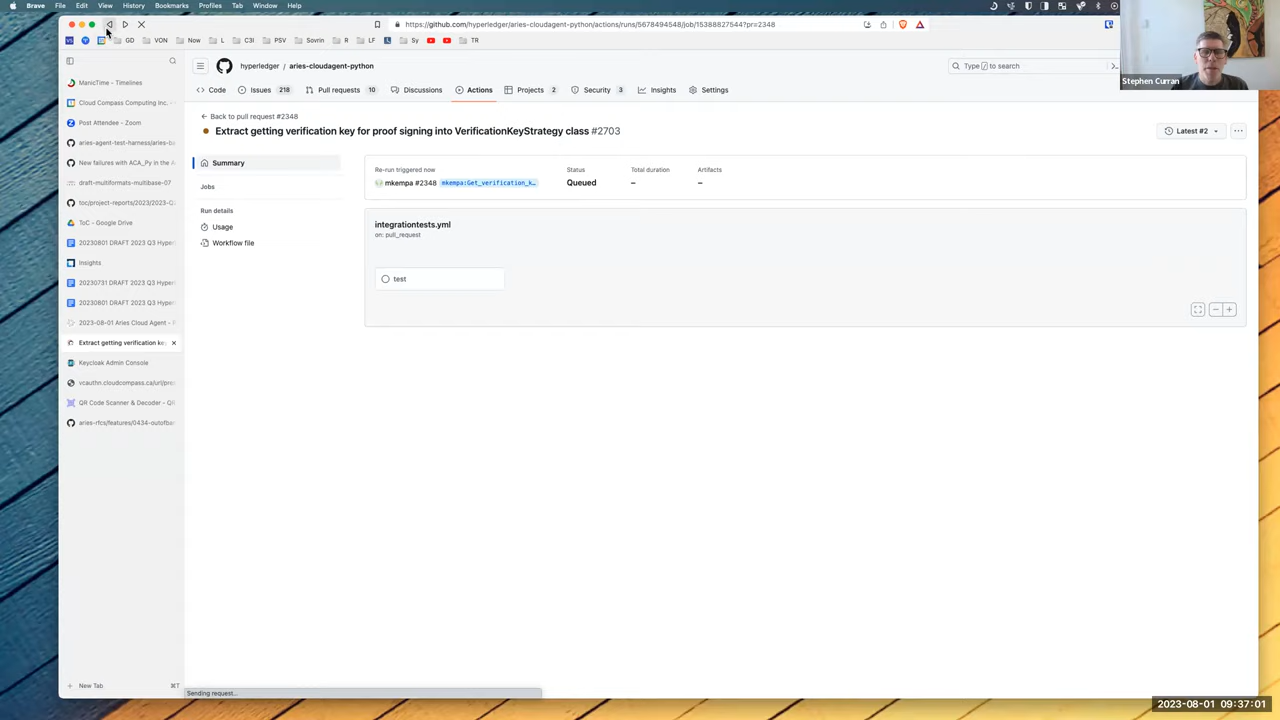 Brave File Edit View History Bookmarks Profiles Tab Window Help
https://github.com/hyperledger/aries-cloudagent-python/actions/runs/5678494548/job/15388827544?pr=2348
GD VON Now L C3I PSV Sovrin R LF Sy TR
hyperledger / aries-cloudagent-python
Type / to search
Stephen Curran
Code Issues 218 Pull requests 10 Discussions Actions Projects 2 Security 3 Insights Settings
ManicTime - Timelines
Cloud Compass Computing Inc. -
Post Attendee - Zoom
aries-agent-test-harness/aries-ba
New failures with ACA_Py in the A
draft-multiformats-multibase-07
toc/project-reports/2023/2023-Q
ToC - Google Drive
20230801 DRAFT 2023 Q3 Hyper
Insights
20230731 DRAFT 2023 Q3 Hyperl
20230801 DRAFT 2023 Q3 Hyper
2023-08-01 Aries Cloud Agent - P
Extract getting verification key
Keycloak Admin Console
vcauthn.cloudcompass.ca/url/pre
QR Code Scanner & Decoder - QR
aries-rfcs/features/0434-outofbar
New Tab ⌘T
← Back to pull request #2348
Extract getting verification key for proof signing into VerificationKeyStrategy class #2703
Latest #2
Summary
Jobs
Run details
Usage
Workflow file
Re-run triggered now Status Total duration Artifacts
mkempa #2348 mkempa:Get_verification_k... Queued – –
integrationtests.yml
on: pull_request
test
Sending request...
2023-08-01 09:37:01